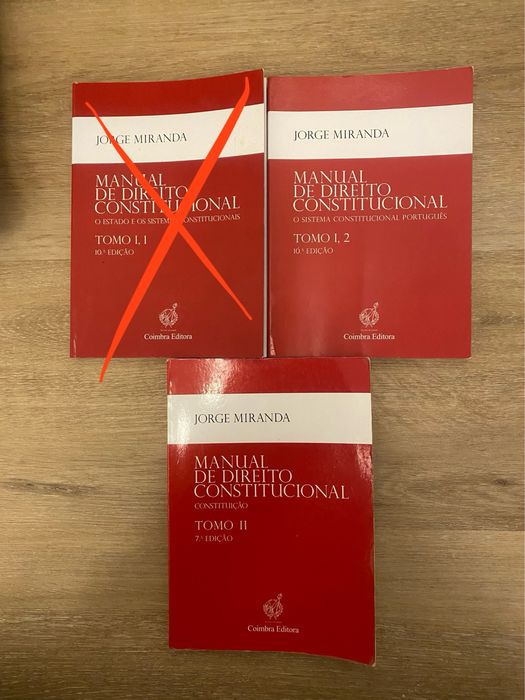 JORGE MIRANDA
MANUAL
DE DIREITO
CONSTITUCIONAL
O ESTADO E OS SISTEMAS CONSTITUCIONAIS
TOMO I, 1
10.ª EDIÇÃO
Coimbra Editora
JORGE MIRANDA
MANUAL
DE DIREITO
CONSTITUCIONAL
O SISTEMA CONSTITUCIONAL PORTUGUÊS
TOMO I, 2
10.ª EDIÇÃO
Coimbra Editora
JORGE MIRANDA
MANUAL
DE DIREITO
CONSTITUCIONAL
CONSTITUIÇÃO
TOMO II
7.ª EDIÇÃO
Coimbra Editora